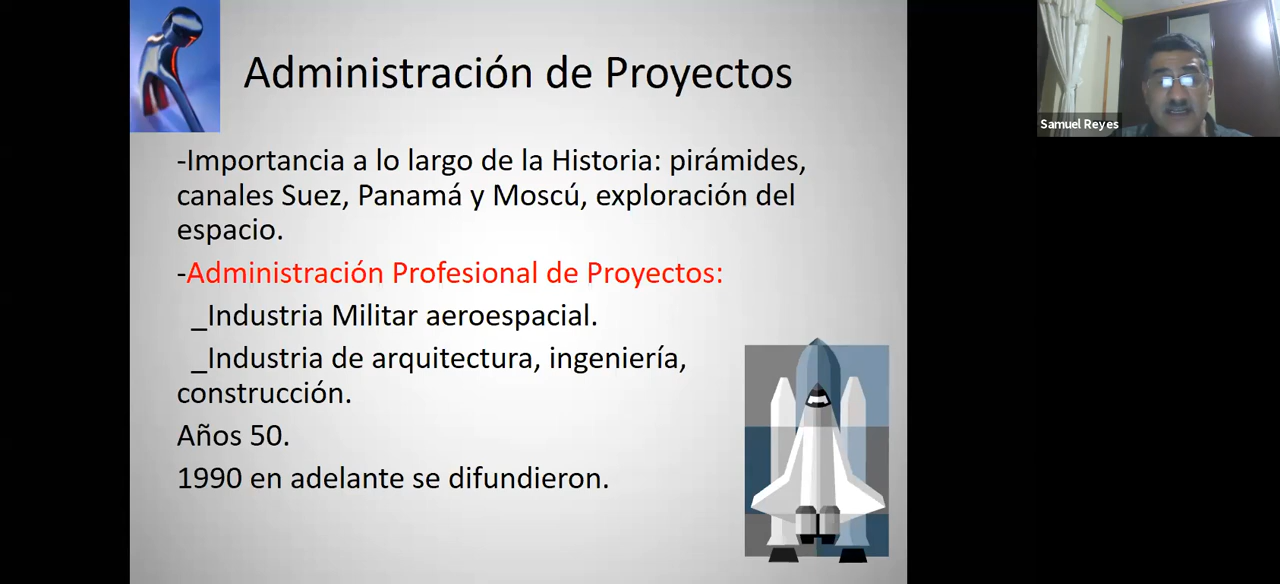 Administración de Proyectos
-Importancia a lo largo de la Historia: pirámides,
canales Suez, Panamá y Moscú, exploración del
espacio.
-Administración Profesional de Proyectos:
_Industria Militar aeroespacial.
_Industria de arquitectura, ingeniería,
construcción.
Años 50.
1990 en adelante se difundieron.
Samuel Reyes